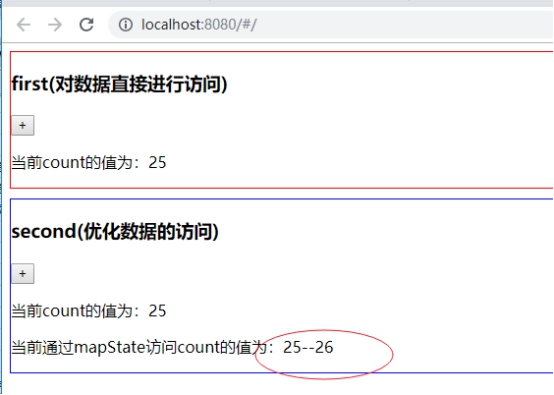 localhost:8080/#/
first(对数据直接进行访问)
+
当前count的值为：25
second(优化数据的访问)
+
当前count的值为：25
当前通过mapState访问count的值为：25--26